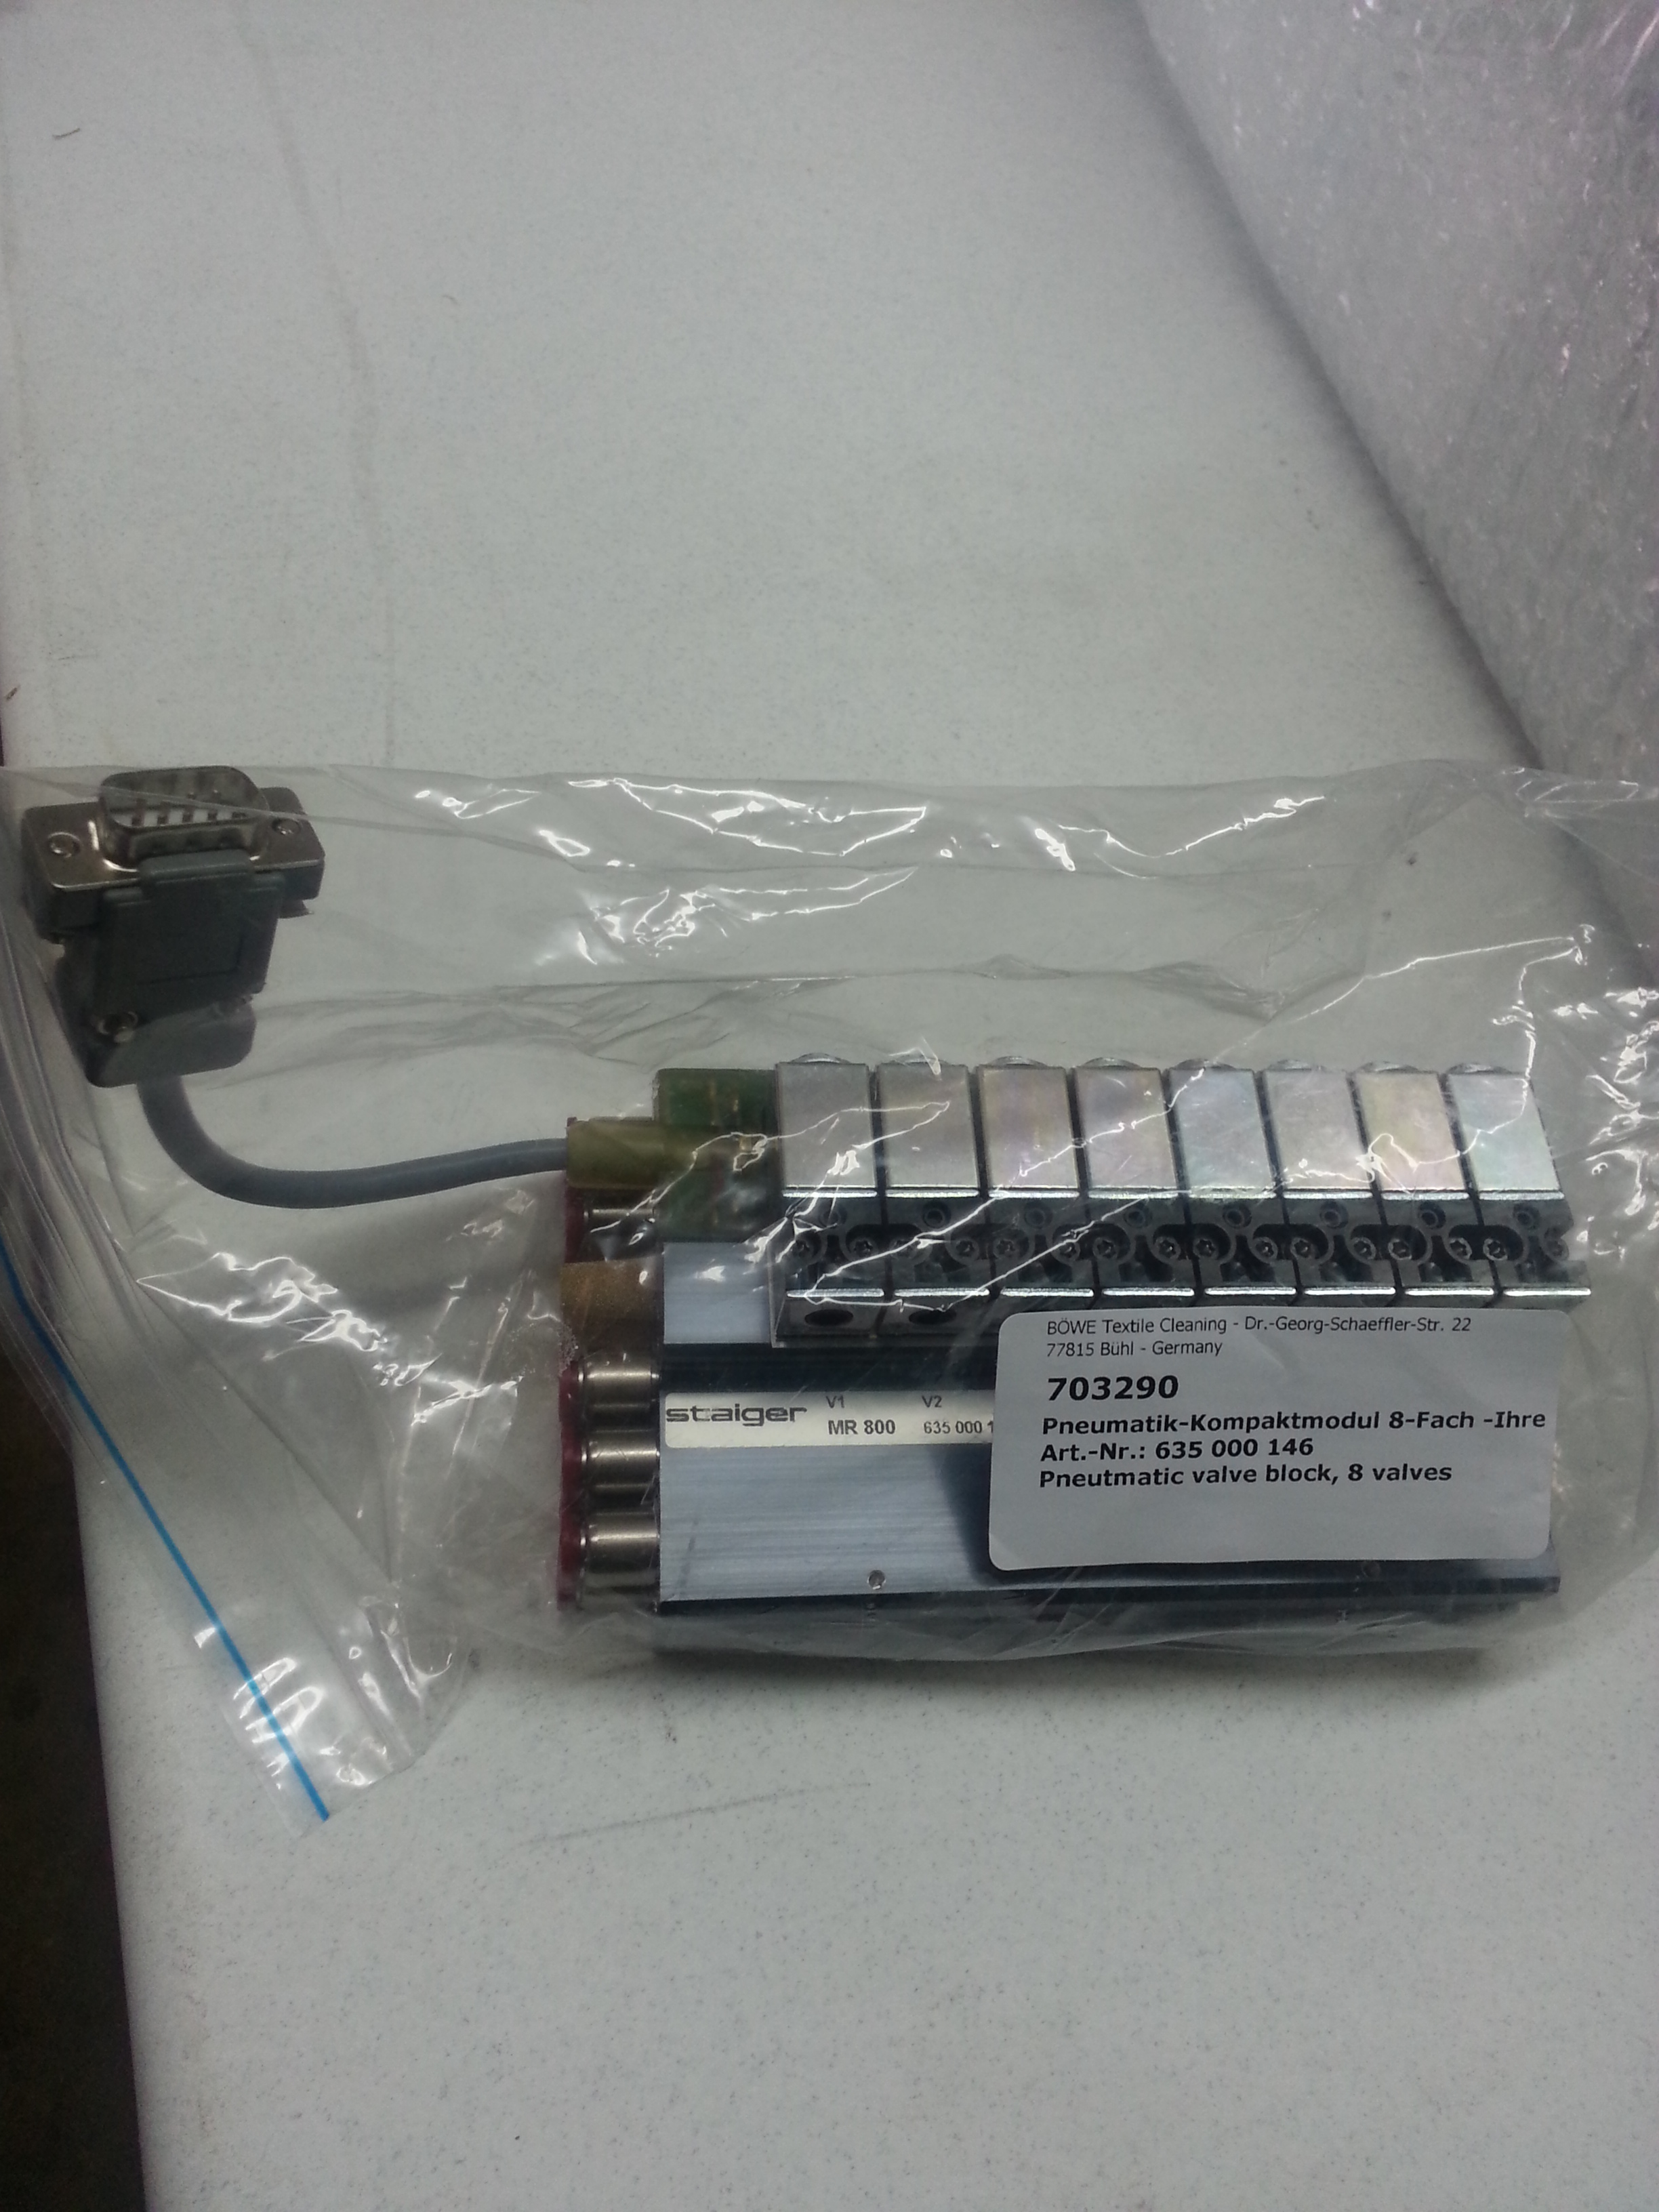 BÖWE Textile Cleaning - Dr.-Georg-Schaeffler-Str. 22
77815 Bühl - Germany
703290
Pneumatik-Kompaktmodul 8-Fach -Ihre
Art.-Nr.: 635 000 146
Pneutmatic valve block, 8 valves
staiger
V1 V2
MR 800 635 000 1